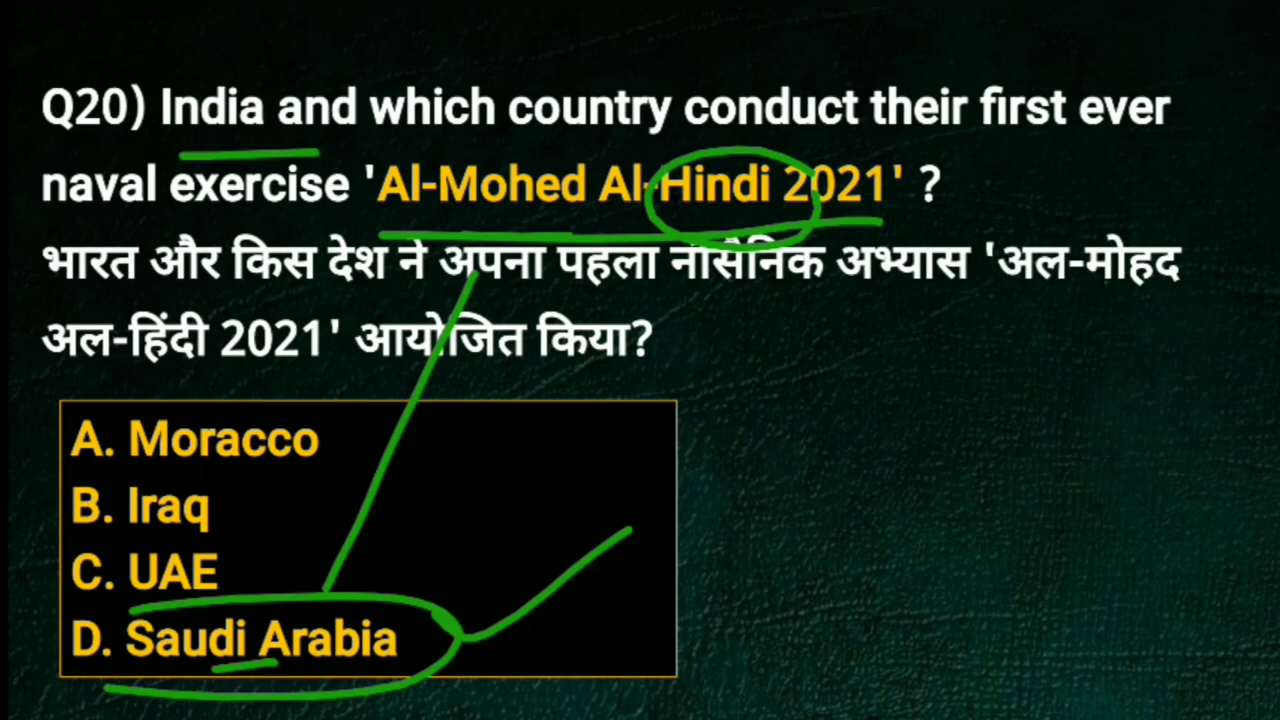 Q20) India and which country conduct their first ever
naval exercise 'Al-Mohed Al-Hindi 2021' ?
भारत और किस देश ने अपना पहला नौसैनिक अभ्यास 'अल-मोहद
अल-हिंदी 2021' आयोजित किया?
A. Moracco
B. Iraq
C. UAE
D. Saudi Arabia